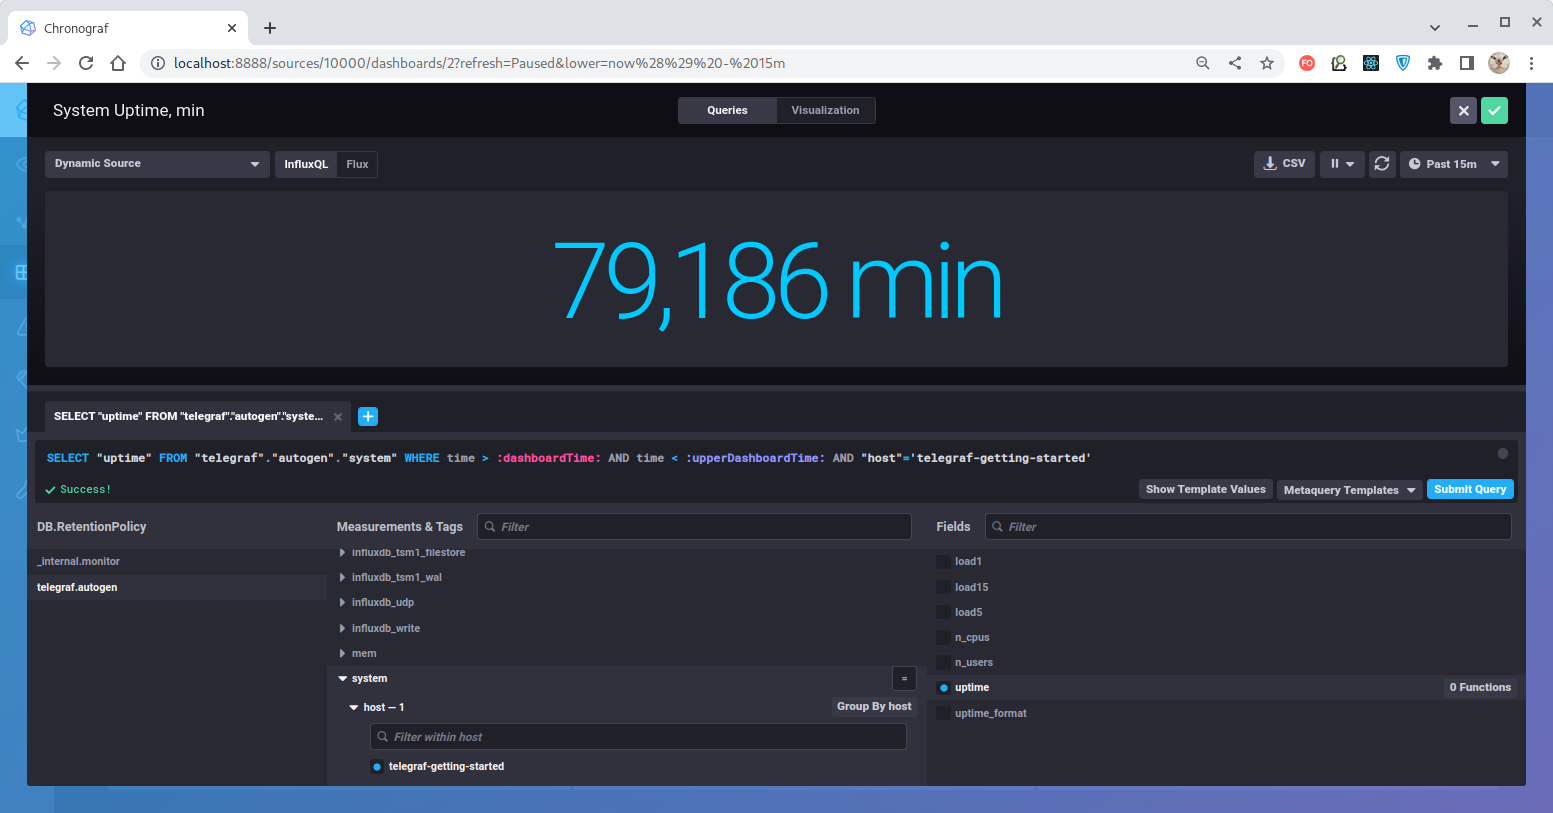 Chronograf
localhost:8888/sources/10000/dashboards/2?refresh=Paused&lower=now%28%29%20-%2015m
FO
System Uptime, min
Queries
Visualization
Dynamic Source
InfluxQL
Flux
CSV
Past 15m
79,186 min
SELECT "uptime" FROM "telegraf"."autogen"."syste...
SELECT "uptime" FROM "telegraf"."autogen"."system" WHERE time > :dashboardTime: AND time < :upperDashboardTime: AND "host"='telegraf-getting-started'
Success!
Show Template Values
Metaquery Templates
Submit Query
DB.RetentionPolicy
Measurements & Tags
Filter
Fields
Filter
_internal.monitor
telegraf.autogen
influxdb_tsm1_filestore
influxdb_tsm1_wal
influxdb_udp
influxdb_write
mem
system
=
host – 1
Group By host
Filter within host
telegraf-getting-started
load1
load15
load5
n_cpus
n_users
uptime
0 Functions
uptime_format